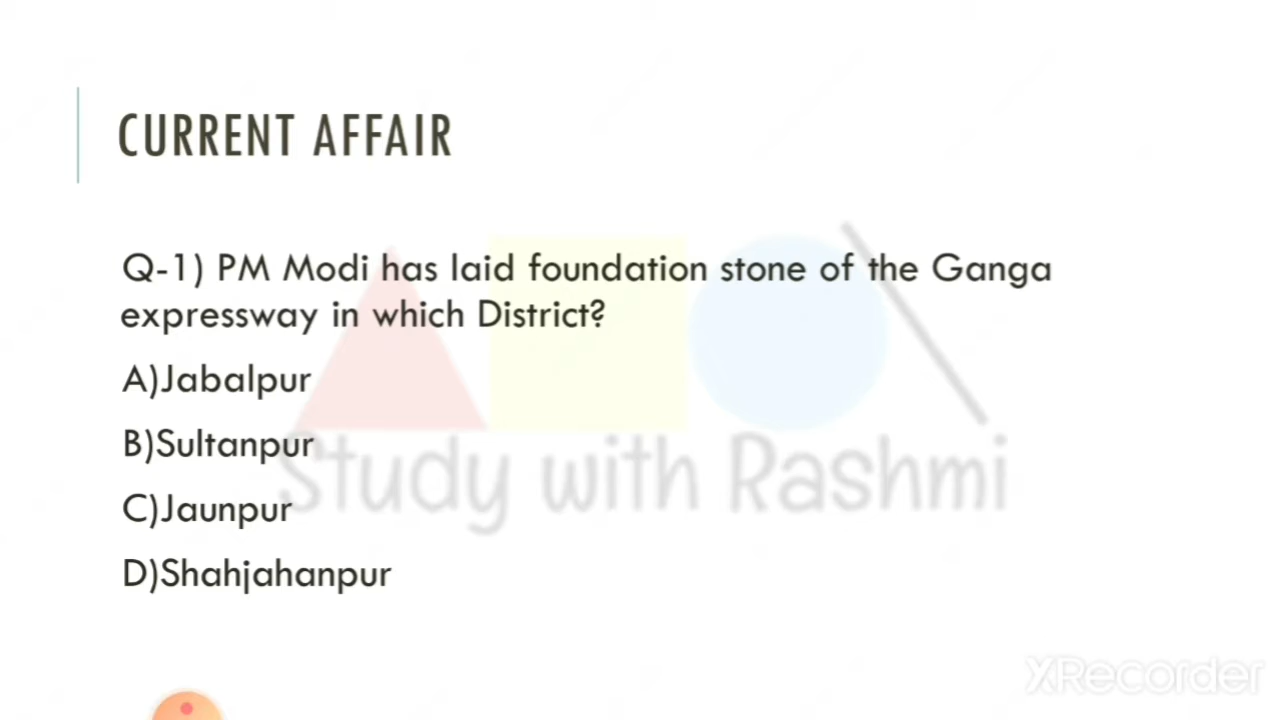 CURRENT AFFAIR
Q-1) PM Modi has laid foundation stone of the Ganga
expressway in which District?
A)Jabalpur
B)Sultanpur
C)Jaunpur
D)Shahjahanpur
Study with Rashmi
XRecorder